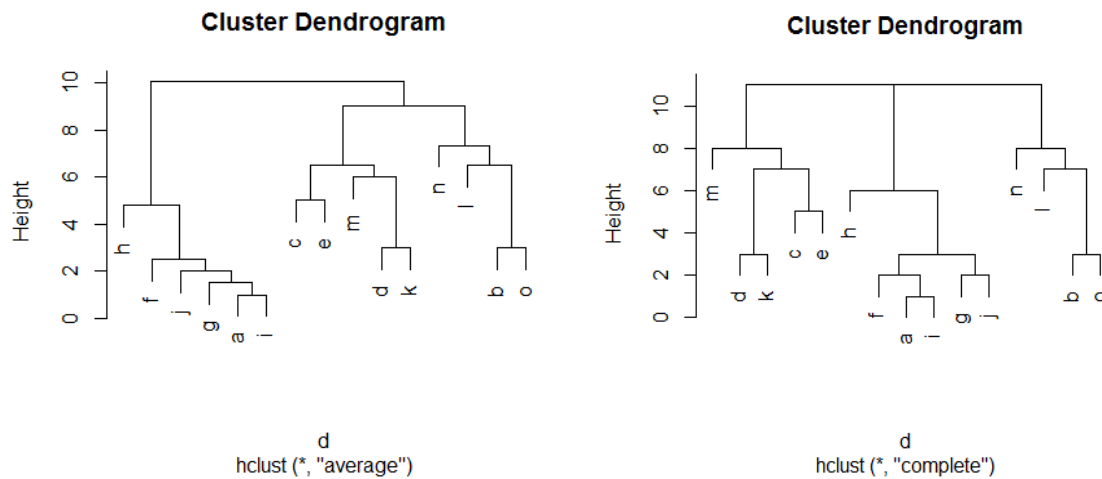 Cluster Dendrogram
Height
0
2
4
6
8
10
h
f
j
g
a
i
c
e
m
d
k
n
l
b
o
d
hclust (*, "average")
Cluster Dendrogram
Height
0
2
4
6
8
10
m
d
k
c
e
h
f
a
i
g
j
n
l
b
o
d
hclust (*, "complete")